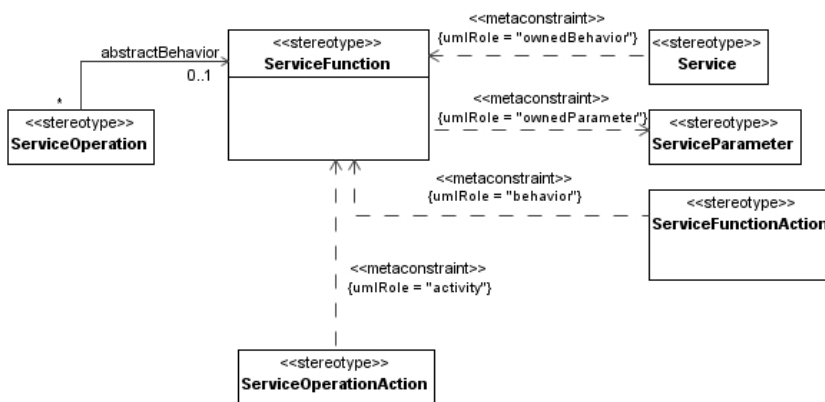 <<metaconstraint>>
{umlRole = "ownedBehavior"}
abstractBehavior
0..1
*
<<stereotype>>
ServiceFunction
<<stereotype>>
Service
<<metaconstraint>>
{umlRole = "ownedParameter"}
<<stereotype>>
ServiceOperation
<<stereotype>>
ServiceParameter
<<metaconstraint>>
{umlRole = "behavior"}
<<stereotype>>
ServiceFunctionAction
<<metaconstraint>>
{umlRole = "activity"}
<<stereotype>>
ServiceOperationAction